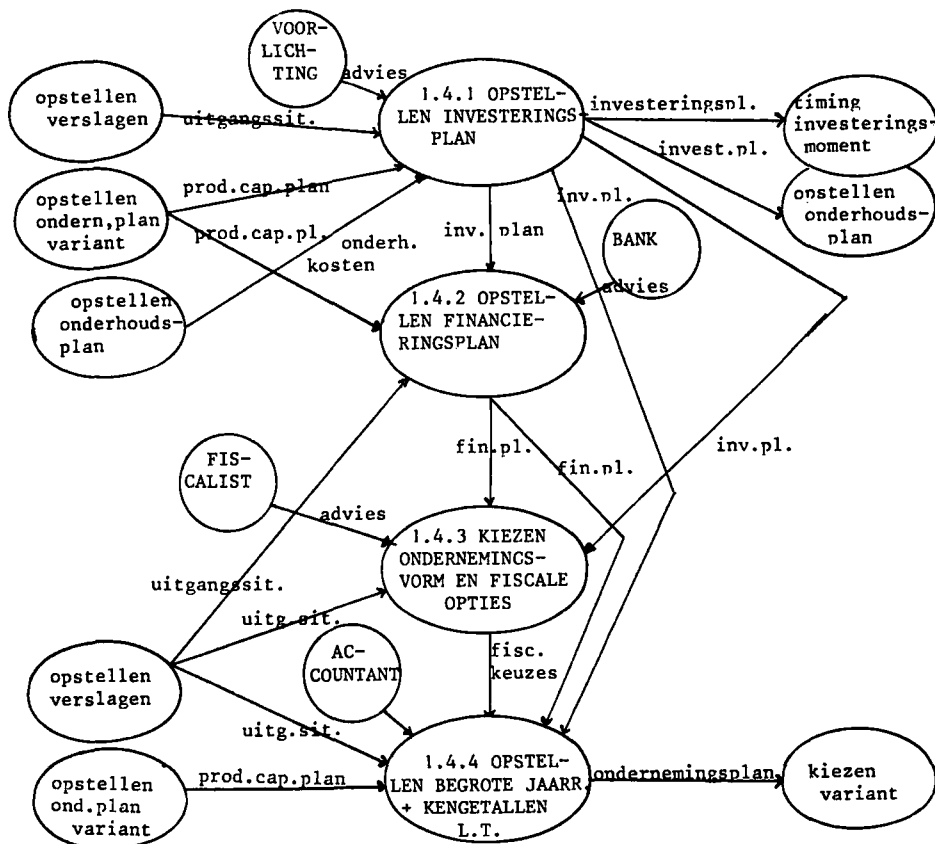 VOOR-
LICH-
TING
advies
opstellen
verslagen
uitgangssit.
1.4.1 OPSTEL-
LEN INVESTERINGS
PLAN
investeringspl.
timing
investerings-
moment
invest.pl.
opstellen
onderhouds-
plan
opstellen
ondern,plan
variant
prod.cap.plan
prod.cap.pl.
onderh.
kosten
inv. plan
inv.pl.
BANK
advies
opstellen
onderhouds-
plan
1.4.2 OPSTEL-
LEN FINANCIE-
RINGSPLAN
fin.pl.
fin.pl.
inv.pl.
FIS-
CALIST
advies
1.4.3 KIEZEN
ONDERNEMINGS-
VORM EN FISCALE
OPTIES
uitgangssit.
uitg.sit.
AC-
COUNTANT
fisc.
keuzes
opstellen
verslagen
uitg.sit.
1.4.4 OPSTEL-
LEN BEGROTE JAARR.
+ KENGETALLEN
L.T.
ondernemingsplan
kiezen
variant
prod.cap.plan
opstellen
ond.plan
variant